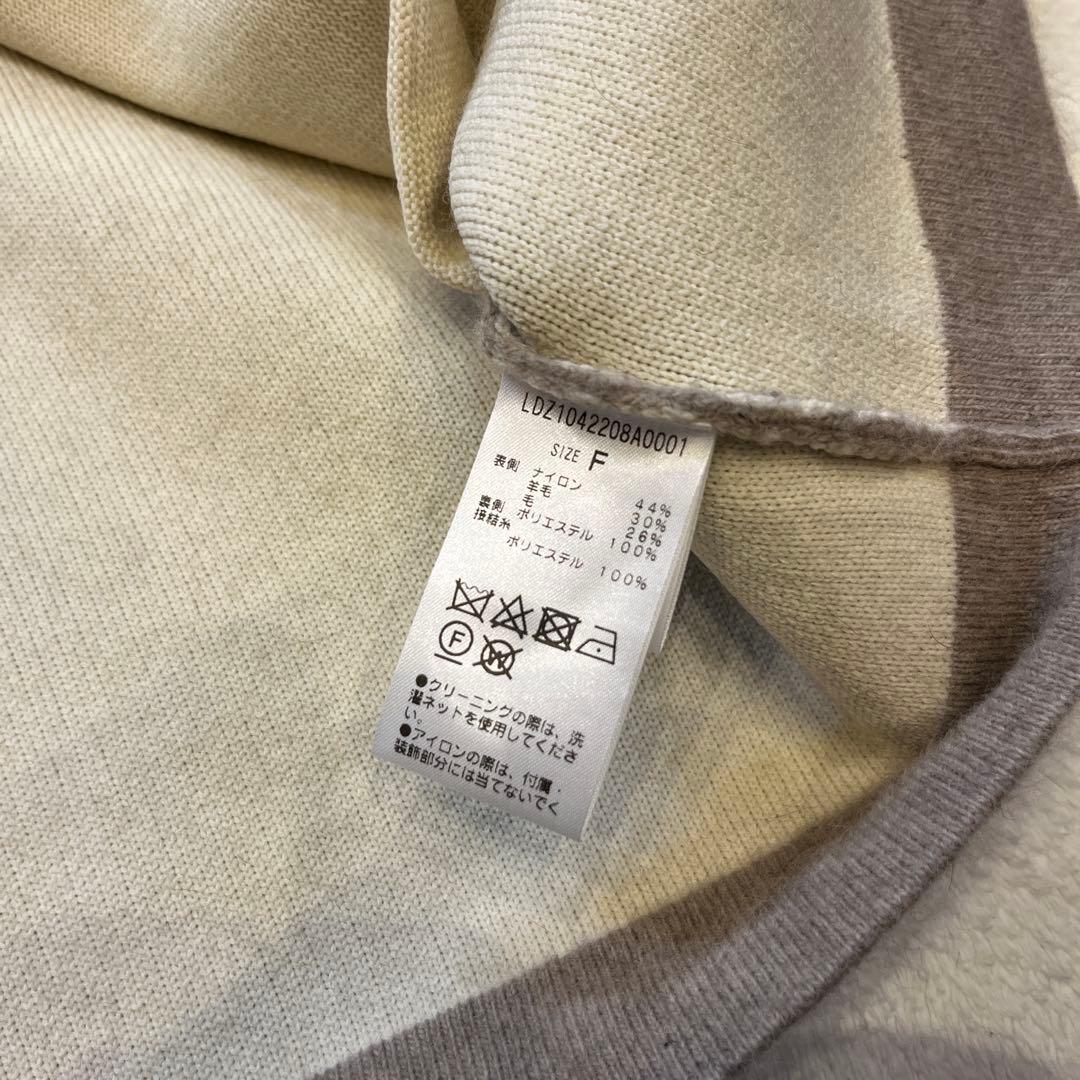 LDZ1042208A0001
SIZE F
表側 ナイロン 44%
羊毛 30%
毛 26%
裏側 ポリエステル 100%
接結糸
ポリエステル 100%
F
W
●クリーニングの際は、洗
濯ネットを使用してくださ
い。
●アイロンの際は、付属・
装飾部分には当てないでく